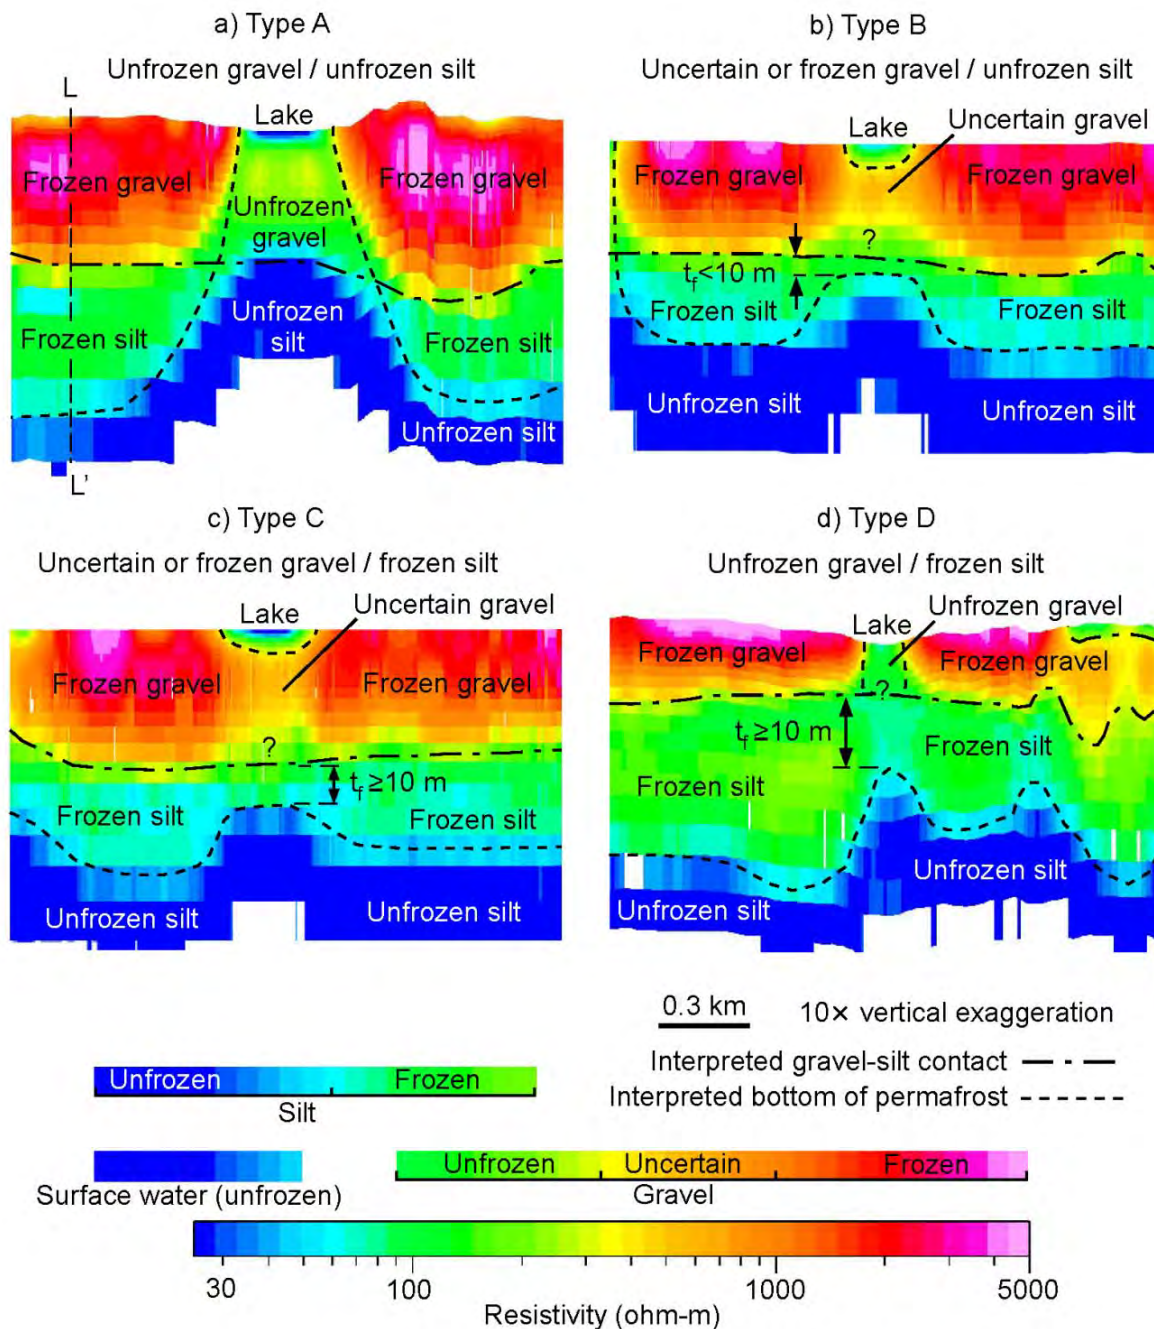 a) Type A
Unfrozen gravel / unfrozen silt
L
Lake
Frozen gravel
Frozen gravel
Unfrozen
gravel
Frozen silt
Unfrozen
silt
Frozen silt
Unfrozen silt
L'
b) Type B
Uncertain or frozen gravel / unfrozen silt
Lake
Uncertain gravel
Frozen gravel
Frozen gravel
?
t_f<10 m
Frozen silt
Frozen silt
Unfrozen silt
Unfrozen silt
c) Type C
Uncertain or frozen gravel / frozen silt
Lake
Uncertain gravel
Frozen gravel
Frozen gravel
?
t_f ≥10 m
Frozen silt
Frozen silt
Unfrozen silt
Unfrozen silt
d) Type D
Unfrozen gravel / frozen silt
Lake
Unfrozen gravel
Frozen gravel
Frozen gravel
?
t_f ≥10 m
Frozen silt
Frozen silt
Unfrozen silt
Unfrozen silt
0.3 km
10× vertical exaggeration
Interpreted gravel-silt contact
Interpreted bottom of permafrost
Unfrozen Frozen
Silt
Surface water (unfrozen)
Unfrozen Uncertain Frozen
Gravel
30 100 1000 5000
Resistivity (ohm-m)